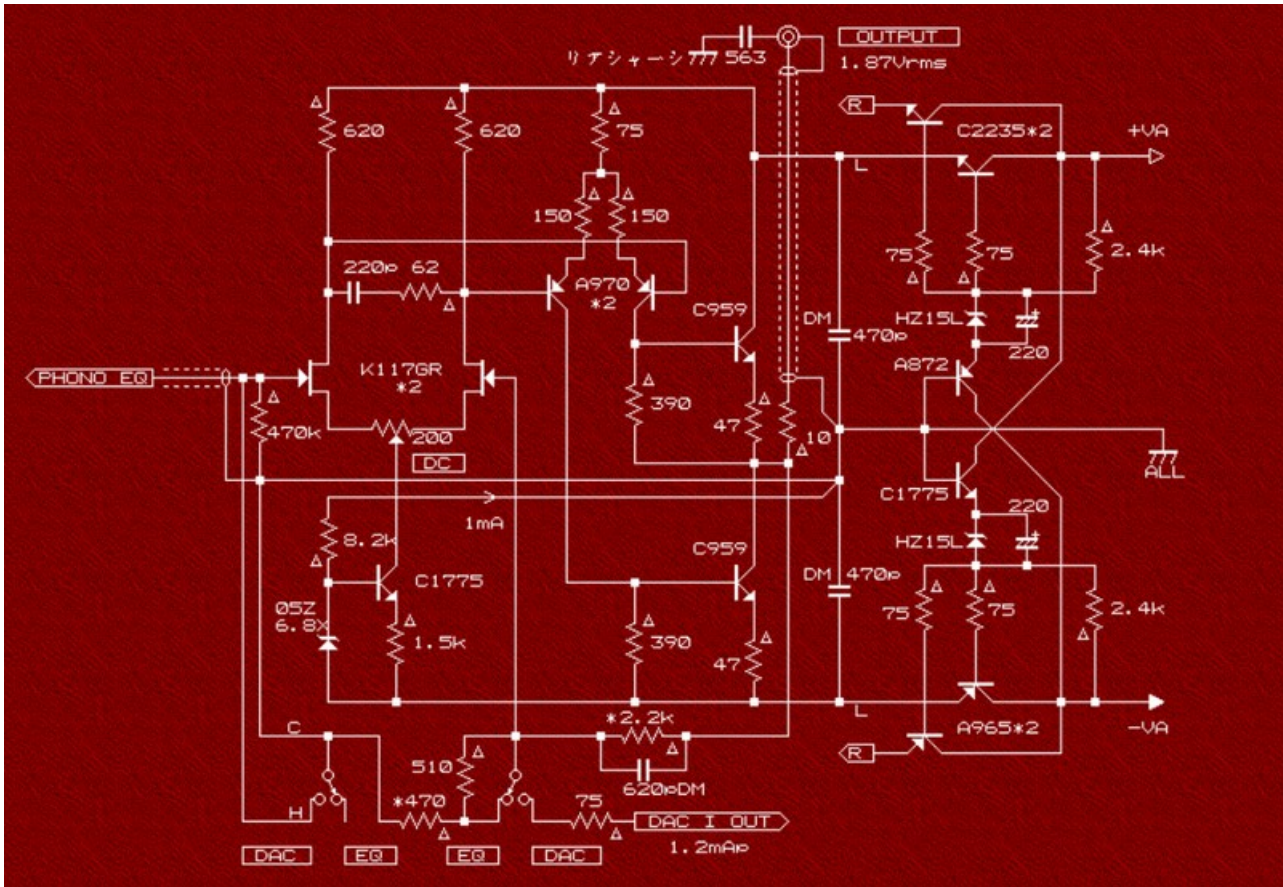 OUTPUT
リアシャーシ 563
1.87Vrms
R
620
620
75
C2235*2
+VA
L
150
150
75
75
2.4k
220p 62
A970
*2
C959
DM
470p
HZ15L
220
PHONO EQ
K117GR
*2
A872
470k
200
390
47
10
DC
ALL
C1775
1mA
220
8.2k
C959
HZ15L
C1775
DM 470p
05Z
6.8X
75
75
2.4k
1.5k
390
47
L
*2.2k
A965*2
-VA
C
R
510
620pDM
H
*470
75
DAC I OUT
1.2mAp
DAC
EQ
EQ
DAC